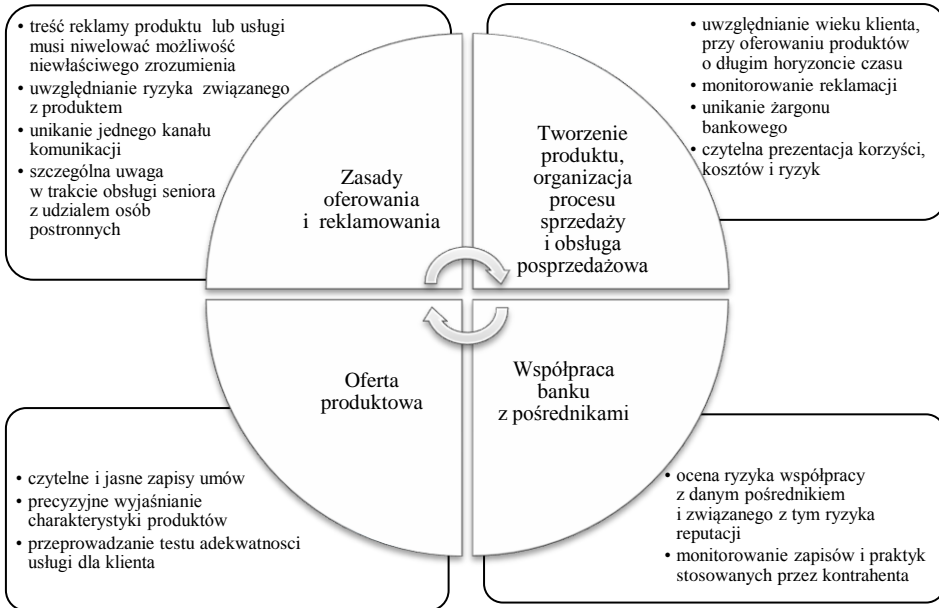 • treść reklamy produktu lub usługi
musi niwelować możliwość
niewłaściwego zrozumienia
• uwzględnianie ryzyka związanego
z produktem
• unikanie jednego kanału
komunikacji
• szczególna uwaga
w trakcie obsługi seniora
z udzialem osób
postronnych
Zasady
oferowania
i reklamowania
• uwzględnianie wieku klienta,
przy oferowaniu produktów
o długim horyzoncie czasu
• monitorowanie reklamacji
• unikanie żargonu
bankowego
• czytelna prezentacja korzyści,
kosztów i ryzyk
Tworzenie
produktu,
organizacja
procesu
sprzedaży
i obsługa
posprzedażowa
Oferta
produktowa
• czytelne i jasne zapisy umów
• precyzyjne wyjaśnianie
charakterystyki produktów
• przeprowadzanie testu adekwatnosci
usługi dla klienta
Współpraca
banku
z pośrednikami
• ocena ryzyka współpracy
z danym pośrednikiem
i związanego z tym ryzyka
reputacji
• monitorowanie zapisów i praktyk
stosowanych przez kontrahenta